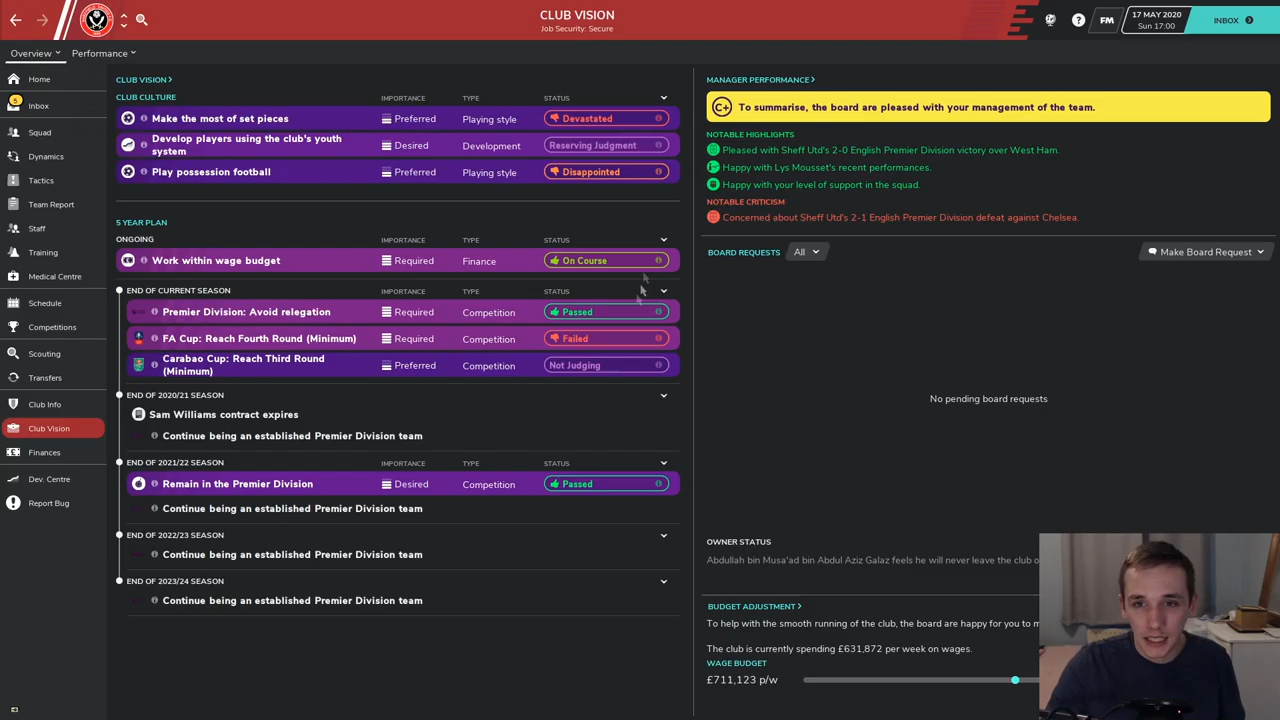 CLUB VISION
Job Security: Secure
FM
17 MAY 2020
Sun 17:00
INBOX
Overview
Performance
Home
5
Inbox
Squad
Dynamics
Tactics
Team Report
Staff
Training
Medical Centre
Schedule
Competitions
Scouting
Transfers
Club Info
Club Vision
Finances
Dev. Centre
Report Bug
CLUB VISION
CLUB CULTURE IMPORTANCE TYPE STATUS
Make the most of set pieces Preferred Playing style Devastated
Develop players using the club's youth
system Desired Development Reserving Judgment
Play possession football Preferred Playing style Disappointed
5 YEAR PLAN
ONGOING IMPORTANCE TYPE STATUS
Work within wage budget Required Finance On Course
END OF CURRENT SEASON IMPORTANCE TYPE STATUS
Premier Division: Avoid relegation Required Competition Passed
FA Cup: Reach Fourth Round (Minimum) Required Competition Failed
Carabao Cup: Reach Third Round
(Minimum) Preferred Competition Not Judging
END OF 2020/21 SEASON
Sam Williams contract expires
Continue being an established Premier Division team
END OF 2021/22 SEASON IMPORTANCE TYPE STATUS
Remain in the Premier Division Desired Competition Passed
Continue being an established Premier Division team
END OF 2022/23 SEASON
Continue being an established Premier Division team
END OF 2023/24 SEASON
Continue being an established Premier Division team
MANAGER PERFORMANCE
C+ To summarise, the board are pleased with your management of the team.
NOTABLE HIGHLIGHTS
Pleased with Sheff Utd's 2-0 English Premier Division victory over West Ham.
Happy with Lys Mousset's recent performances.
Happy with your level of support in the squad.
NOTABLE CRITICISM
Concerned about Sheff Utd's 2-1 English Premier Division defeat against Chelsea.
BOARD REQUESTS All Make Board Request
No pending board requests
OWNER STATUS
Abdullah bin Musa'ad bin Abdul Aziz Galaz feels he will never leave the club
BUDGET ADJUSTMENT
To help with the smooth running of the club, the board are happy for you to
The club is currently spending £631,872 per week on wages.
WAGE BUDGET
£711,123 p/w